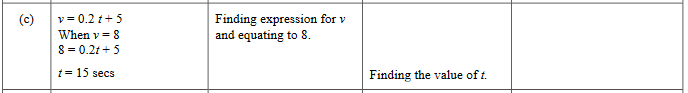 (c)
v = 0.2 t + 5
When v = 8
8 = 0.2t + 5
t = 15 secs
Finding expression for v
and equating to 8.
Finding the value of t.